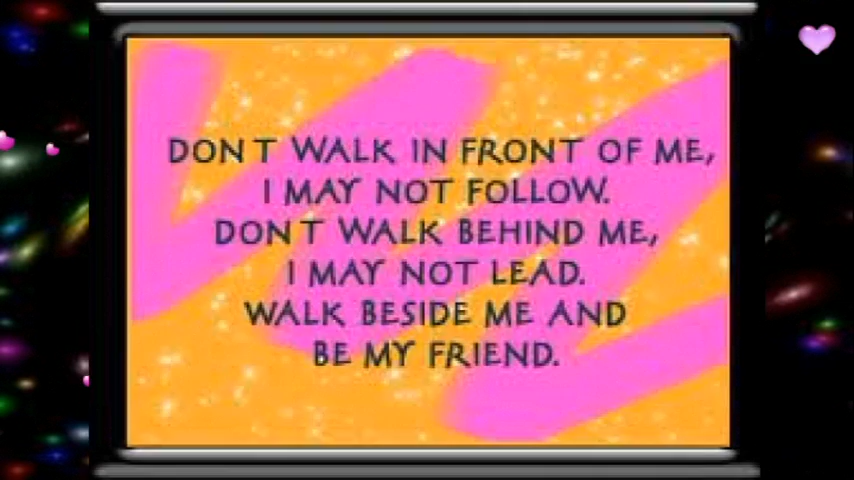 DON T WALK IN FRONT OF ME,
I MAY NOT FOLLOW.
DON T WALK BEHIND ME,
I MAY NOT LEAD.
WALK BESIDE ME AND
BE MY FRIEND.